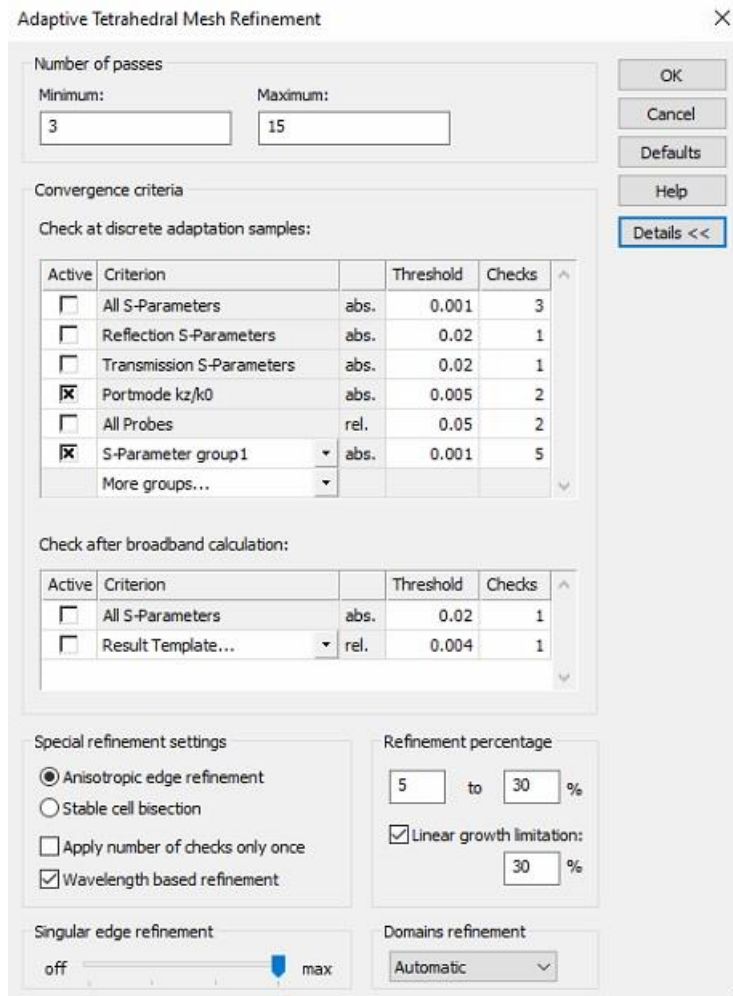 Adaptive Tetrahedral Mesh Refinement
Number of passes
Minimum: Maximum:
3 15
OK
Cancel
Defaults
Help
Details <<
Convergence criteria
Check at discrete adaptation samples:
Active Criterion Threshold Checks
All S-Parameters abs. 0.001 3
Reflection S-Parameters abs. 0.02 1
Transmission S-Parameters abs. 0.02 1
Portmode kz/k0 abs. 0.005 2
All Probes rel. 0.05 2
S-Parameter group1 abs. 0.001 5
More groups...
Check after broadband calculation:
Active Criterion Threshold Checks
All S-Parameters abs. 0.02 1
Result Template... rel. 0.004 1
Special refinement settings
Anisotropic edge refinement
Stable cell bisection
Apply number of checks only once
Wavelength based refinement
Refinement percentage
5 to 30 %
Linear growth limitation:
30 %
Singular edge refinement
off max
Domains refinement
Automatic